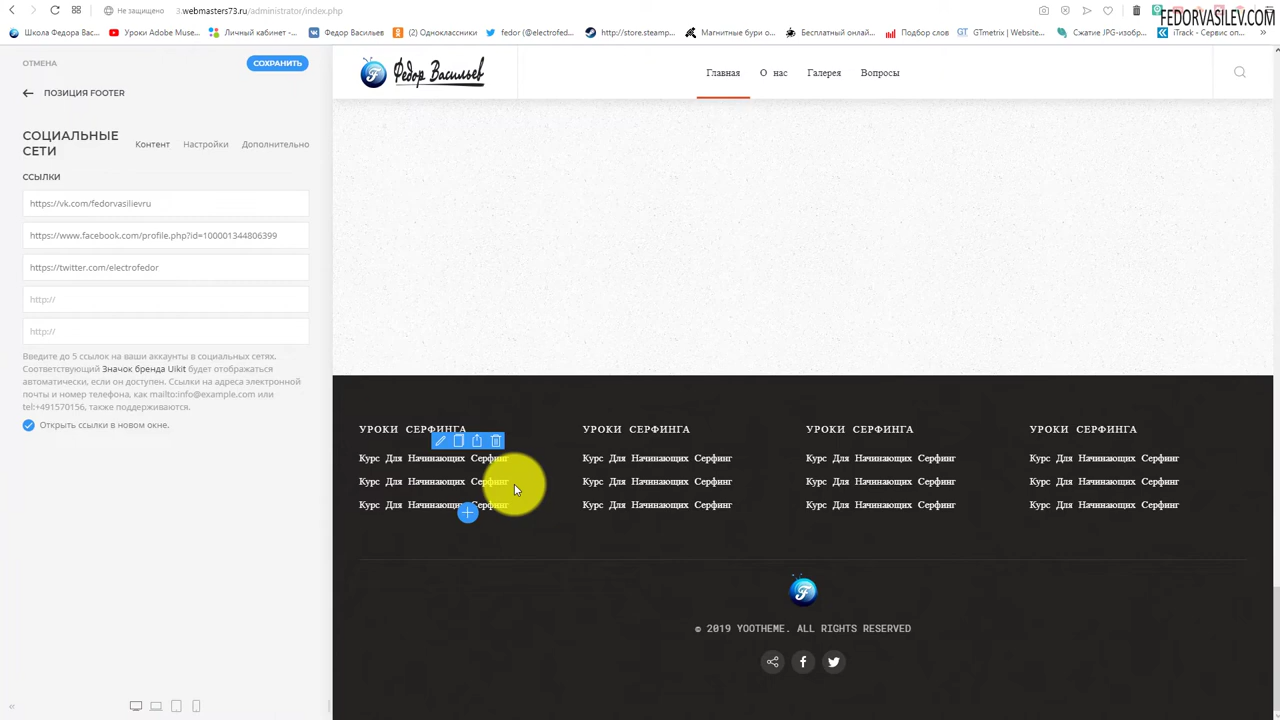 Не защищено
3.webmasters73.ru/administrator/index.php
FEDORVASILEV.COM
Школа Федора Вас...
Уроки Adobe Muse...
Личный кабинет -...
Федор Васильев
Одноклассники
fedor (@electrofed...
http://store.steamp...
Магнитные бури о...
Бесплатный онлай...
Подбор слов
GTmetrix | Website...
Сжатие JPG-изобр...
iTrack - Сервис оп...
ОТМЕНА
СОХРАНИТЬ
ПОЗИЦИЯ FOOTER
СОЦИАЛЬНЫЕ
СЕТИ
Контент
Настройки
Дополнительно
ССЫЛКИ
https://vk.com/fedorvasilievru
https://www.facebook.com/profile.php?id=100001344806399
https://twitter.com/electrofedor
http://
http://
Введите до 5 ссылок на ваши аккаунты в социальных сетях.
Соответствующий Значок бренда Uikit будет отображаться
автоматически, если он доступен. Ссылки на адреса электронной
почты и номер телефона, как mailto:info@example.com или
tel:+491570156, также поддерживаются.
Открыть ссылки в новом окне.
Федор Васильев
Главная
О нас
Галерея
Вопросы
УРОКИ СЕРФИНГА
Курс Для Начинающих Серфинг
Курс Для Начинающих Серфинг
Курс Для Начинающих Серфинг
УРОКИ СЕРФИНГА
Курс Для Начинающих Серфинг
Курс Для Начинающих Серфинг
Курс Для Начинающих Серфинг
УРОКИ СЕРФИНГА
Курс Для Начинающих Серфинг
Курс Для Начинающих Серфинг
Курс Для Начинающих Серфинг
УРОКИ СЕРФИНГА
Курс Для Начинающих Серфинг
Курс Для Начинающих Серфинг
Курс Для Начинающих Серфинг
© 2019 YOOTHEME. ALL RIGHTS RESERVED